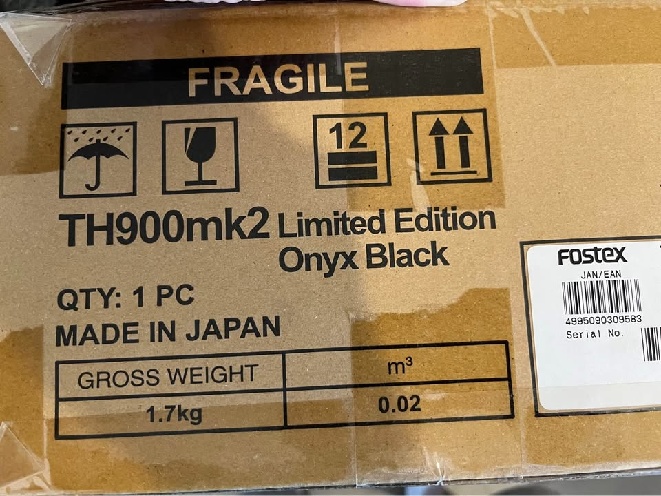 FRAGILE
12
TH900mk2 Limited Edition
Onyx Black
QTY: 1 PC
MADE IN JAPAN
GROSS WEIGHT m³
1.7kg 0.02
FOSTEX
JAN/EAN
4995090309583
Serial No.